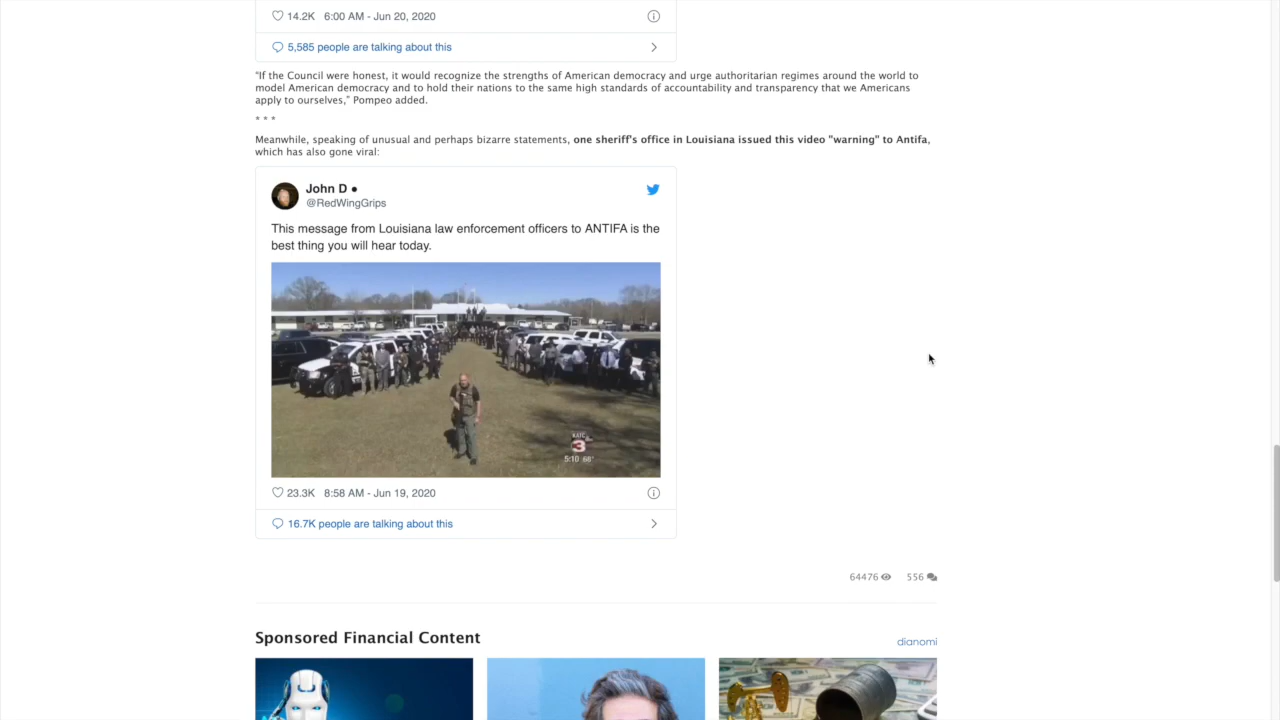 14.2K 6:00 AM - Jun 20, 2020
5,585 people are talking about this
"If the Council were honest, it would recognize the strengths of American democracy and urge authoritarian regimes around the world to
model American democracy and to hold their nations to the same high standards of accountability and transparency that we Americans
apply to ourselves," Pompeo added.
* * *
Meanwhile, speaking of unusual and perhaps bizarre statements, one sheriff's office in Louisiana issued this video "warning" to Antifa,
which has also gone viral:
John D ●
@RedWingGrips
This message from Louisiana law enforcement officers to ANTIFA is the
best thing you will hear today.
KATC
3
5:10 66°
23.3K 8:58 AM - Jun 19, 2020
16.7K people are talking about this
64476 556
Sponsored Financial Content
dianomi